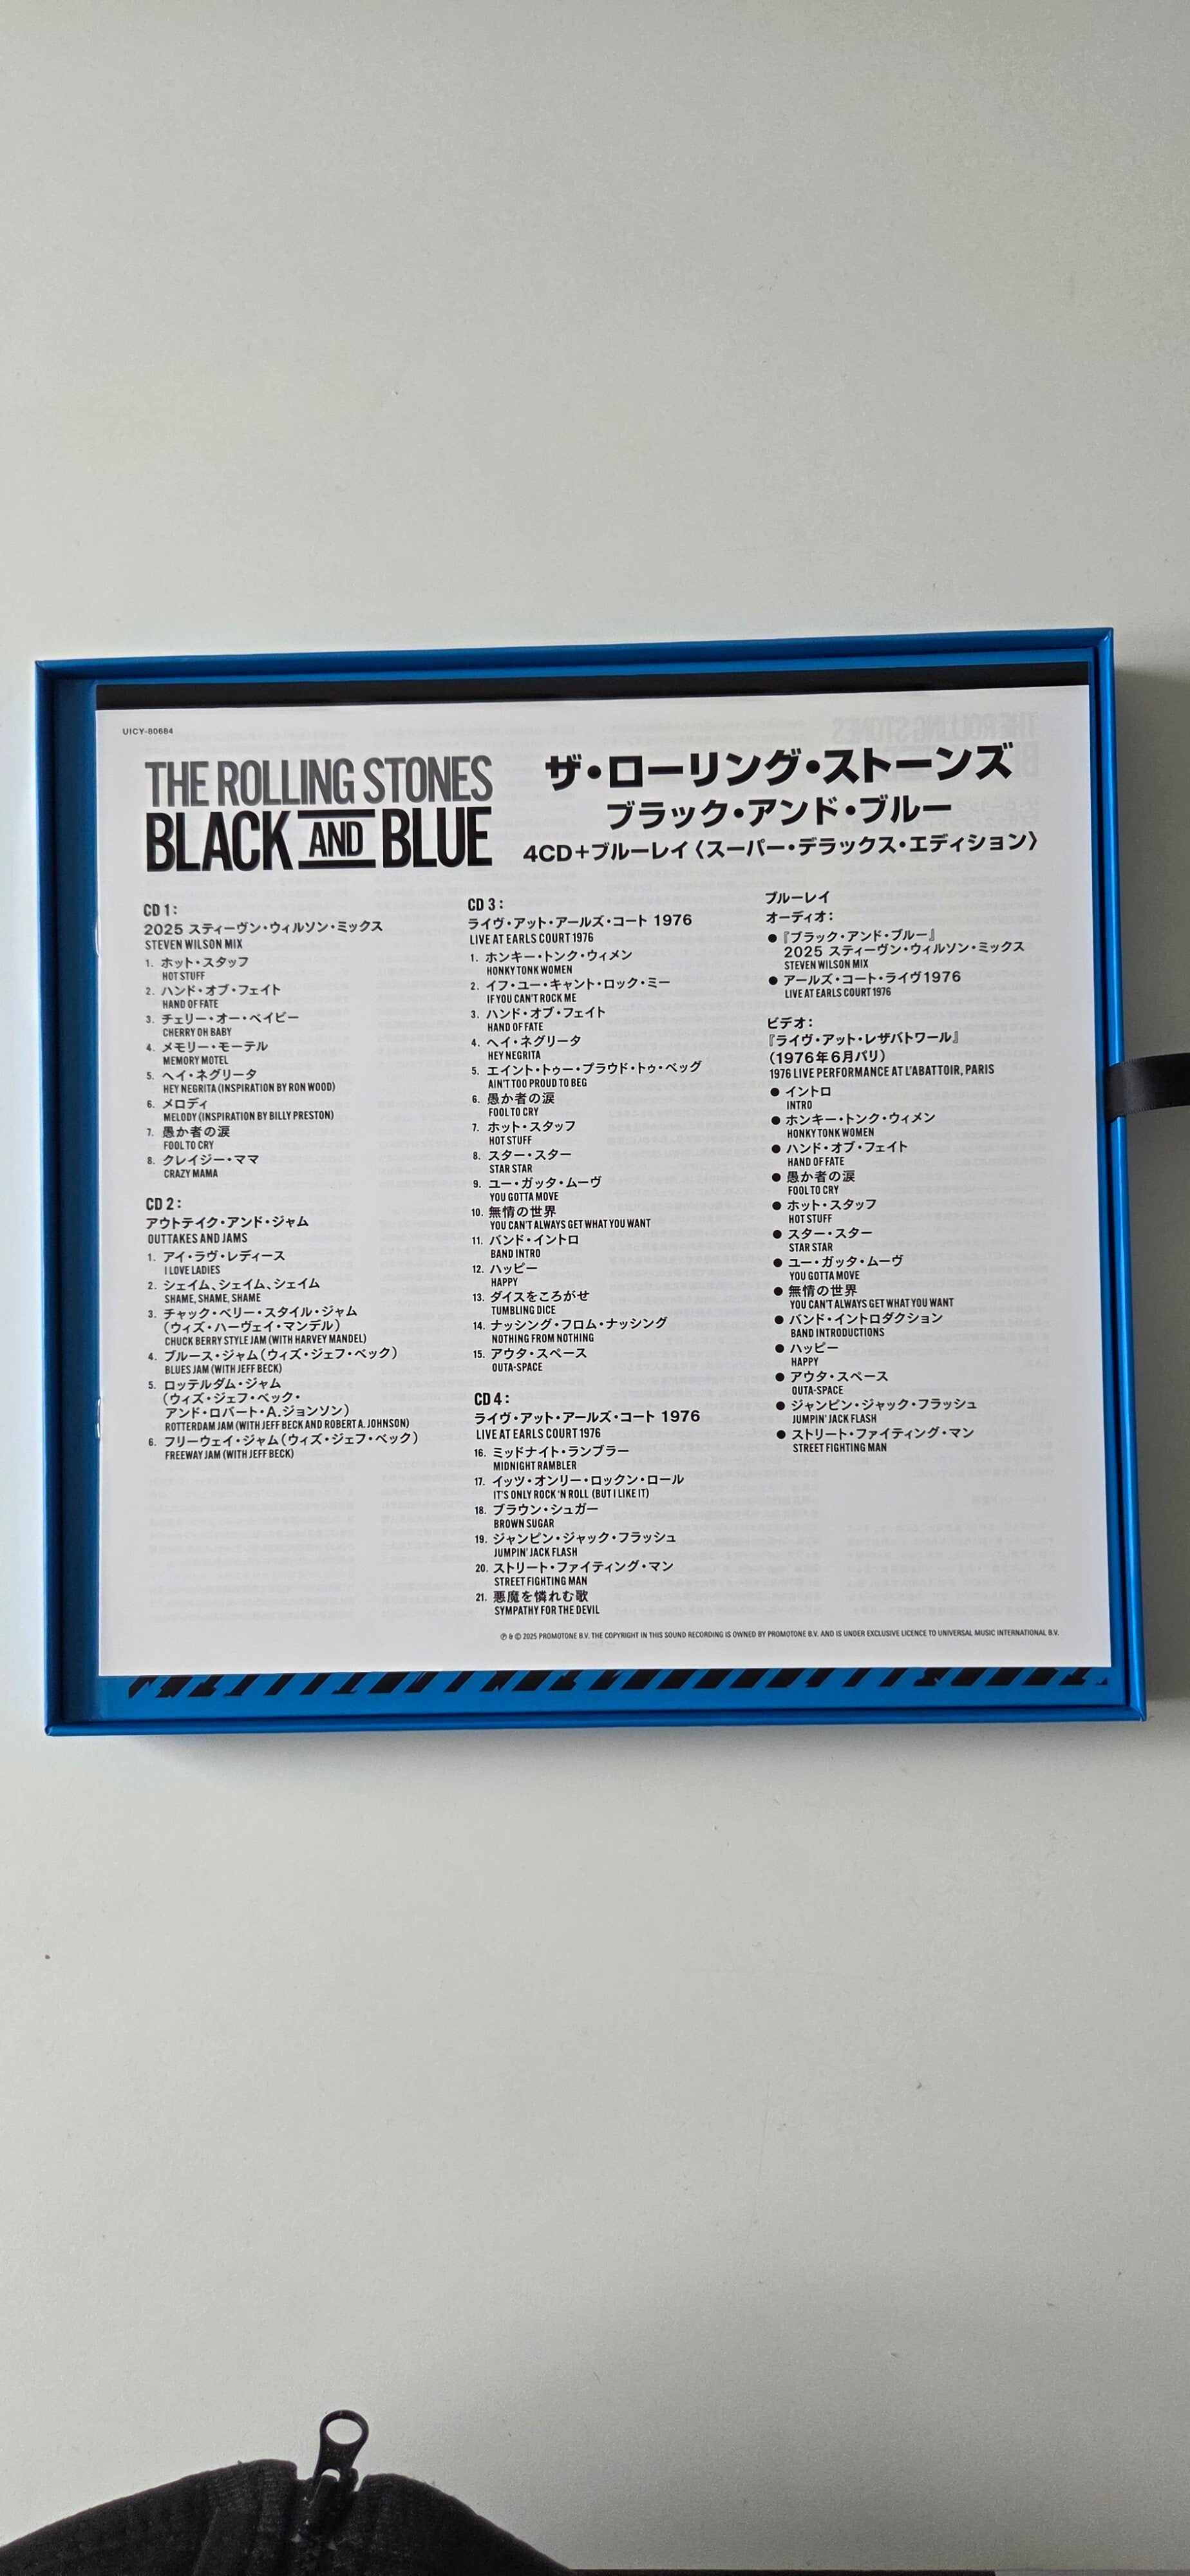 UICY-80684
THE ROLLING STONES
BLACK AND BLUE
ザ・ローリング・ストーンズ
ブラック・アンド・ブルー
4CD+ブルーレイ〈スーパー・デラックス・エディション〉
CD 1:
2025 スティーヴン・ウィルソン・ミックス
STEVEN WILSON MIX
1. ホット・スタッフ
HOT STUFF
2. ハンド・オブ・フェイト
HAND OF FATE
3. チェリー・オー・ベイビー
CHERRY OH BABY
4. メモリー・モーテル
MEMORY MOTEL
5. ヘイ・ネグリータ
HEY NEGRITA (INSPIRATION BY RON WOOD)
6. メロディ
MELODY (INSPIRATION BY BILLY PRESTON)
7. 愚か者の涙
FOOL TO CRY
8. クレイジー・ママ
CRAZY MAMA
CD 2:
アウトテイク・アンド・ジャム
OUTTAKES AND JAMS
1. アイ・ラヴ・レディース
I LOVE LADIES
2. シェイム、シェイム、シェイム
SHAME, SHAME, SHAME
3. チャック・ベリー・スタイル・ジャム
(ウィズ・ハーヴェイ・マンデル)
CHUCK BERRY STYLE JAM (WITH HARVEY MANDEL)
4. ブルース・ジャム(ウィズ・ジェフ・ベック)
BLUES JAM (WITH JEFF BECK)
5. ロッテルダム・ジャム
(ウィズ・ジェフ・ベック・
アンド・ロバート・A.ジョンソン)
ROTTERDAM JAM (WITH JEFF BECK AND ROBERT A. JOHNSON)
6. フリーウェイ・ジャム(ウィズ・ジェフ・ベック)
FREEWAY JAM (WITH JEFF BECK)
CD 3:
ライヴ・アット・アールズ・コート 1976
LIVE AT EARLS COURT 1976
1. ホンキー・トンク・ウィメン
HONKY TONK WOMEN
2. イフ・ユー・キャント・ロック・ミー
IF YOU CAN'T ROCK ME
3. ハンド・オブ・フェイト
HAND OF FATE
4. ヘイ・ネグリータ
HEY NEGRITA
5. エイント・トゥー・プラウド・トゥ・ベッグ
AIN'T TOO PROUD TO BEG
6. 愚か者の涙
FOOL TO CRY
7. ホット・スタッフ
HOT STUFF
8. スター・スター
STAR STAR
9. ユー・ガッタ・ムーヴ
YOU GOTTA MOVE
10. 無情の世界
YOU CAN'T ALWAYS GET WHAT YOU WANT
11. バンド・イントロ
BAND INTRO
12. ハッピー
HAPPY
13. ダイスをころがせ
TUMBLING DICE
14. ナッシング・フロム・ナッシング
NOTHING FROM NOTHING
15. アウタ・スペース
OUTA-SPACE
CD 4:
ライヴ・アット・アールズ・コート 1976
LIVE AT EARLS COURT 1976
16. ミッドナイト・ランブラー
MIDNIGHT RAMBLER
17. イッツ・オンリー・ロックン・ロール
IT'S ONLY ROCK 'N ROLL (BUT I LIKE IT)
18. ブラウン・シュガー
BROWN SUGAR
19. ジャンピン・ジャック・フラッシュ
JUMPIN' JACK FLASH
20. ストリート・ファイティング・マン
STREET FIGHTING MAN
21. 悪魔を憐れむ歌
SYMPATHY FOR THE DEVIL
ブルーレイ
オーディオ:
●『ブラック・アンド・ブルー』
2025 スティーヴン・ウィルソン・ミックス
STEVEN WILSON MIX
● アールズ・コート・ライヴ1976
LIVE AT EARLS COURT 1976
ビデオ:
『ライヴ・アット・レザバトワール』
(1976年6月パリ)
1976 LIVE PERFORMANCE AT L'ABATTOIR, PARIS
● イントロ
INTRO
● ホンキー・トンク・ウィメン
HONKY TONK WOMEN
● ハンド・オブ・フェイト
HAND OF FATE
● 愚か者の涙
FOOL TO CRY
● ホット・スタッフ
HOT STUFF
● スター・スター
STAR STAR
● ユー・ガッタ・ムーヴ
YOU GOTTA MOVE
● 無情の世界
YOU CAN'T ALWAYS GET WHAT YOU WANT
● バンド・イントロダクション
BAND INTRODUCTIONS
● ハッピー
HAPPY
● アウタ・スペース
OUTA-SPACE
● ジャンピン・ジャック・フラッシュ
JUMPIN' JACK FLASH
● ストリート・ファイティング・マン
STREET FIGHTING MAN
℗ & © 2025 PROMOTONE B.V. THE COPYRIGHT IN THIS SOUND RECORDING IS OWNED BY PROMOTONE B.V. AND IS UNDER EXCLUSIVE LICENCE TO UNIVERSAL MUSIC INTERNATIONAL B.V.